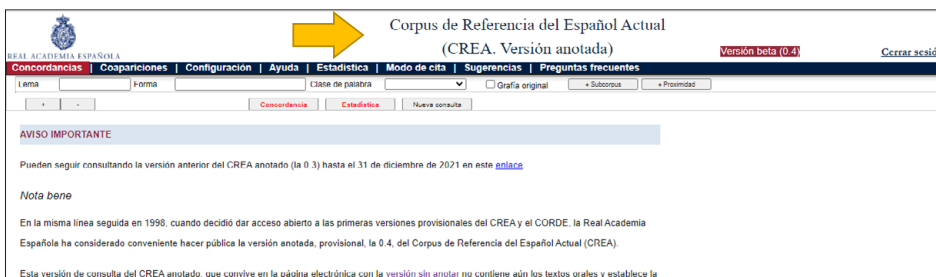 Corpus de Referencia del Español Actual
(CREA. Versión anotada)
REAL ACADEMIA ESPAÑOLA
Versión beta (0.4)
Cerrar sesió
Concordancias | Coapariciones | Configuración | Ayuda | Estadística | Modo de cita | Sugerencias | Preguntas frecuentes
Lema Forma Clase de palabra Grafía original + Subcorpus + Proximidad
+ - Concordancia Estadística Nueva consulta
AVISO IMPORTANTE
Pueden seguir consultando la versión anterior del CREA anotado (la 0.3) hasta el 31 de diciembre de 2021 en este enlace
Nota bene
En la misma línea seguida en 1998, cuando decidió dar acceso abierto a las primeras versiones provisionales del CREA y el CORDE, la Real Academia
Española ha considerado conveniente hacer pública la versión anotada, provisional, la 0.4, del Corpus de Referencia del Español Actual (CREA).
Esta versión de consulta del CREA anotado, que convive en la página electrónica con la versión sin anotar no contiene aún los textos orales y establece la